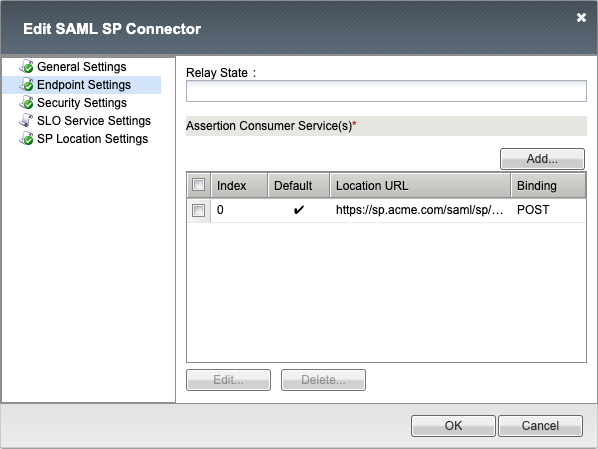 Edit SAML SP Connector
General Settings
Endpoint Settings
Security Settings
SLO Service Settings
SP Location Settings
Relay State :
Assertion Consumer Service(s)*
Add...
Index Default Location URL Binding
0 ✔ https://sp.acme.com/saml/sp/... POST
Edit... Delete...
OK Cancel